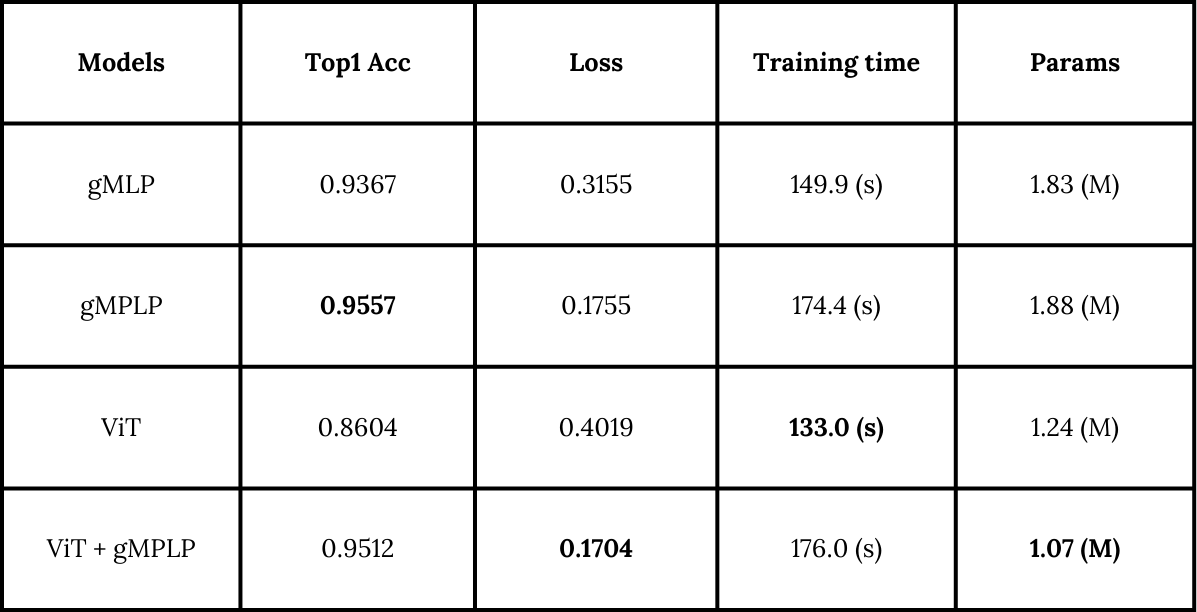 Models Top1 Acc Loss Training time Params
gMLP 0.9367 0.3155 149.9 (s) 1.83 (M)
gMPLP 0.9557 0.1755 174.4 (s) 1.88 (M)
ViT 0.8604 0.4019 133.0 (s) 1.24 (M)
ViT + gMPLP 0.9512 0.1704 176.0 (s) 1.07 (M)